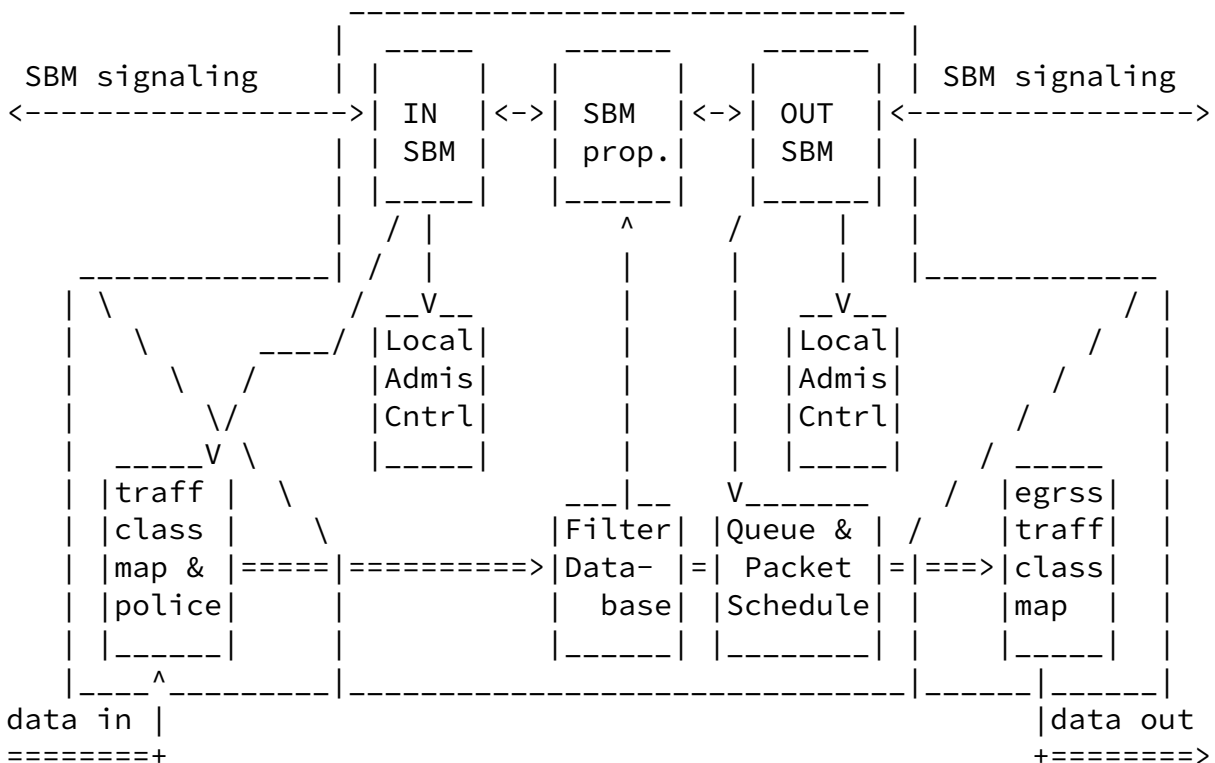 SBM signaling SBM signaling
IN SBM OUT
SBM prop. SBM
Local Local
Admis Admis
Cntrl Cntrl
traff egrss
class Filter Queue & traff
map & Data- Packet class
police base Schedule map
data in data out